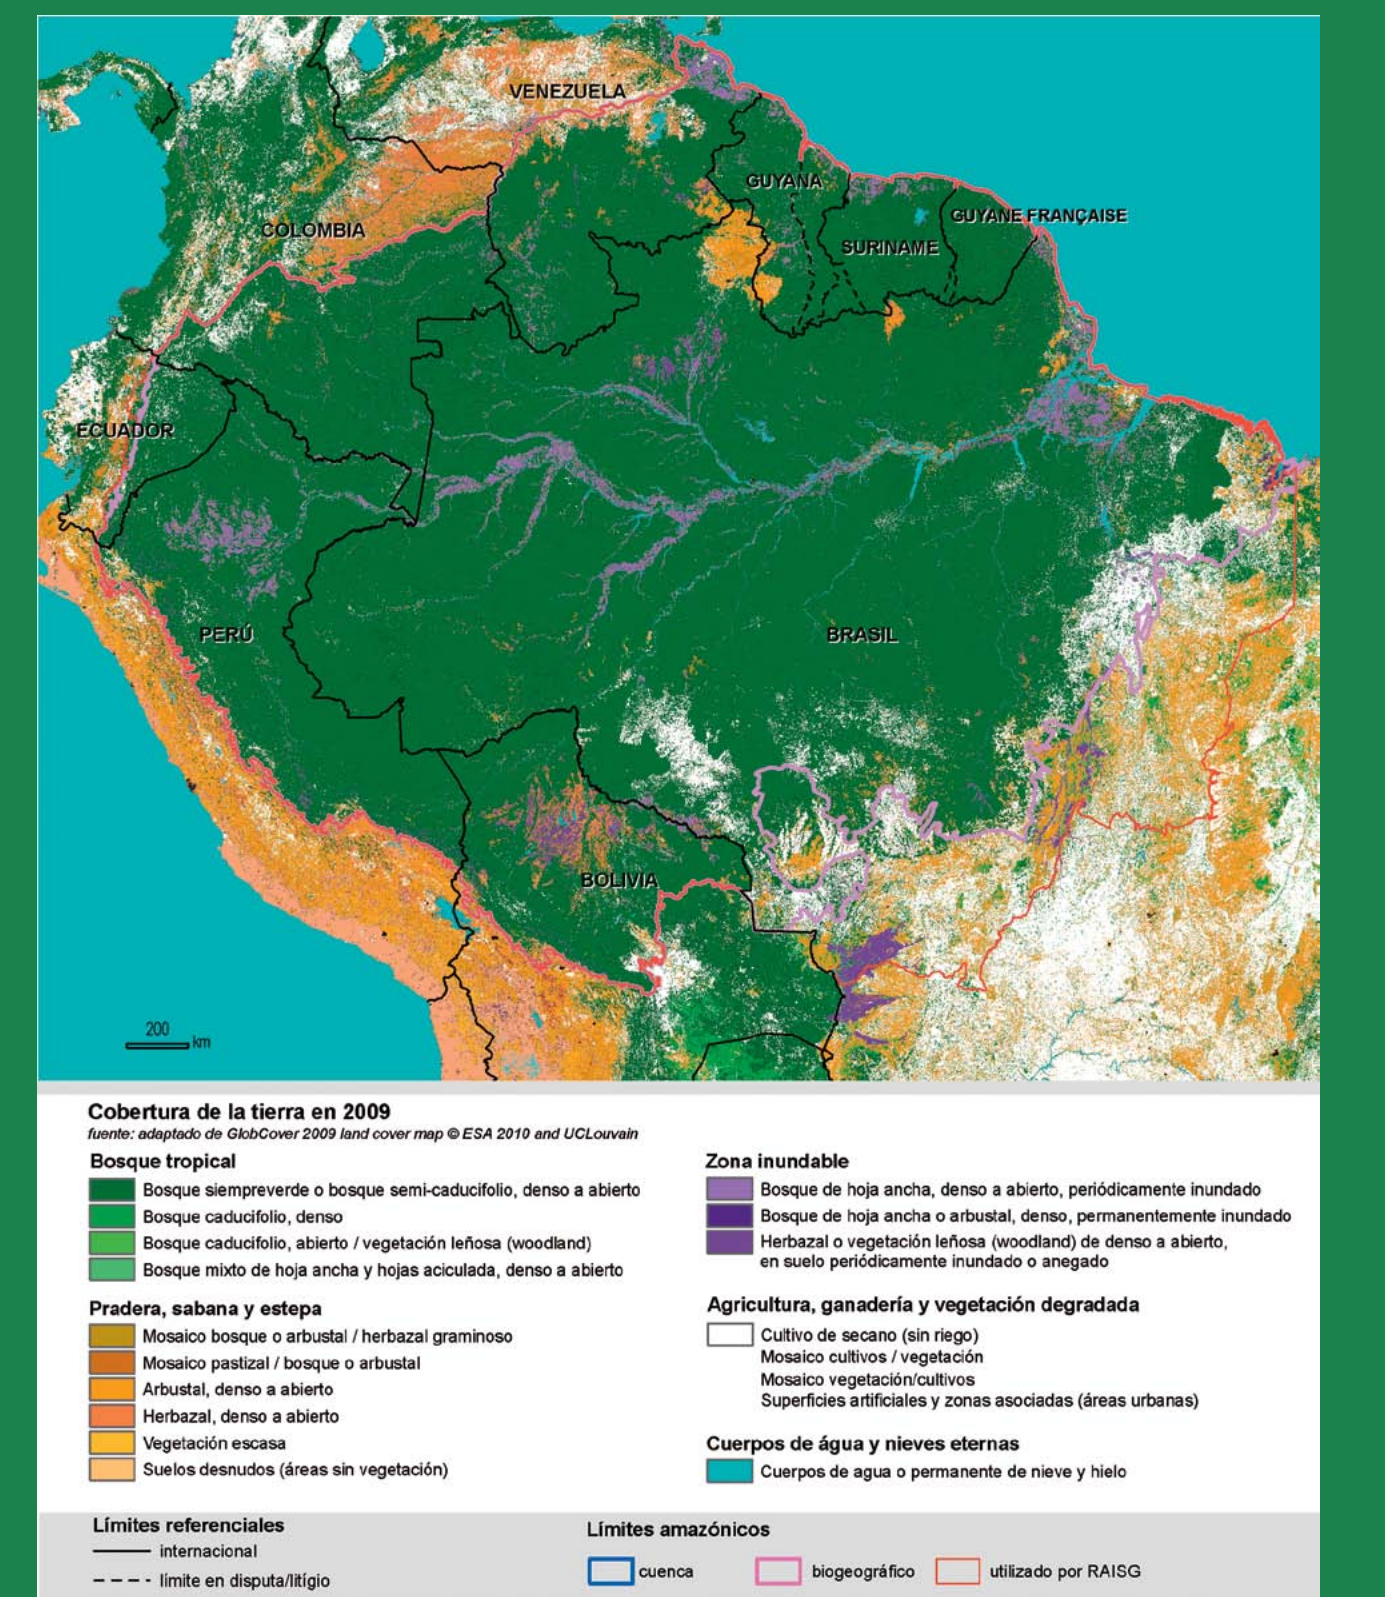 VENEZUELA
GUYANA
GUYANE FRANÇAISE
COLOMBIA
SURINAME
ECUADOR
PERÚ
BRASIL
BOLIVIA
200
km
Cobertura de la tierra en 2009
fuente: adaptado de GlobCover 2009 land cover map © ESA 2010 and UCLouvain
Bosque tropical
Bosque siempreverde o bosque semi-caducifolio, denso a abierto
Bosque caducifolio, denso
Bosque caducifolio, abierto / vegetación leñosa (woodland)
Bosque mixto de hoja ancha y hojas aciculada, denso a abierto
Pradera, sabana y estepa
Mosaico bosque o arbustal / herbazal graminoso
Mosaico pastizal / bosque o arbustal
Arbustal, denso a abierto
Herbazal, denso a abierto
Vegetación escasa
Suelos desnudos (áreas sin vegetación)
Zona inundable
Bosque de hoja ancha, denso a abierto, periódicamente inundado
Bosque de hoja ancha o arbustal, denso, permanentemente inundado
Herbazal o vegetación leñosa (woodland) de denso a abierto,
en suelo periódicamente inundado o anegado
Agricultura, ganadería y vegetación degradada
Cultivo de secano (sin riego)
Mosaico cultivos / vegetación
Mosaico vegetación/cultivos
Superficies artificiales y zonas asociadas (áreas urbanas)
Cuerpos de água y nieves eternas
Cuerpos de agua o permanente de nieve y hielo
Límites referenciales
internacional
límite en disputa/litígio
Límites amazónicos
cuenca
biogeográfico
utilizado por RAISG